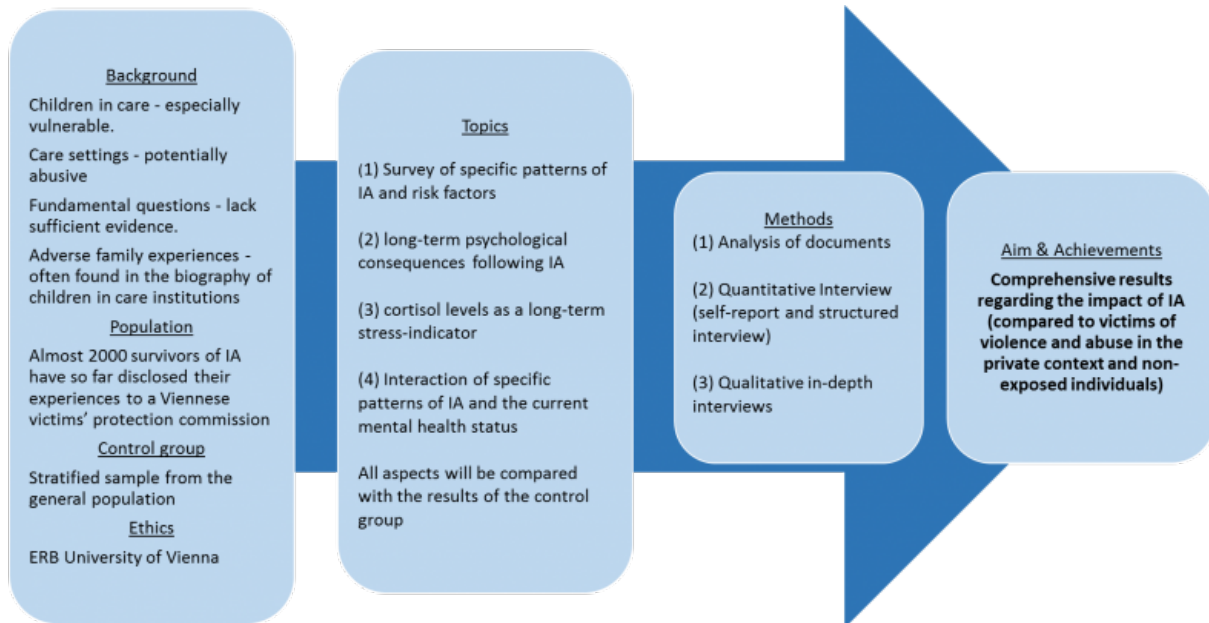 Background
Children in care - especially
vulnerable.
Care settings - potentially
abusive
Fundamental questions - lack
sufficient evidence.
Adverse family experiences -
often found in the biography of
children in care institutions
Population
Almost 2000 survivors of IA
have so far disclosed their
experiences to a Viennese
victims' protection commission
Control group
Stratified sample from the
general population
Ethics
ERB University of Vienna
Topics
(1) Survey of specific patterns of
IA and risk factors
(2) long-term psychological
consequences following IA
(3) cortisol levels as a long-term
stress-indicator
(4) Interaction of specific
patterns of IA and the current
mental health status
All aspects will be compared
with the results of the control
group
Methods
(1) Analysis of documents
(2) Quantitative Interview
(self-report and structured
interview)
(3) Qualitative in-depth
interviews
Aim & Achievements
Comprehensive results
regarding the impact of IA
(compared to victims of
violence and abuse in the
private context and non-
exposed individuals)